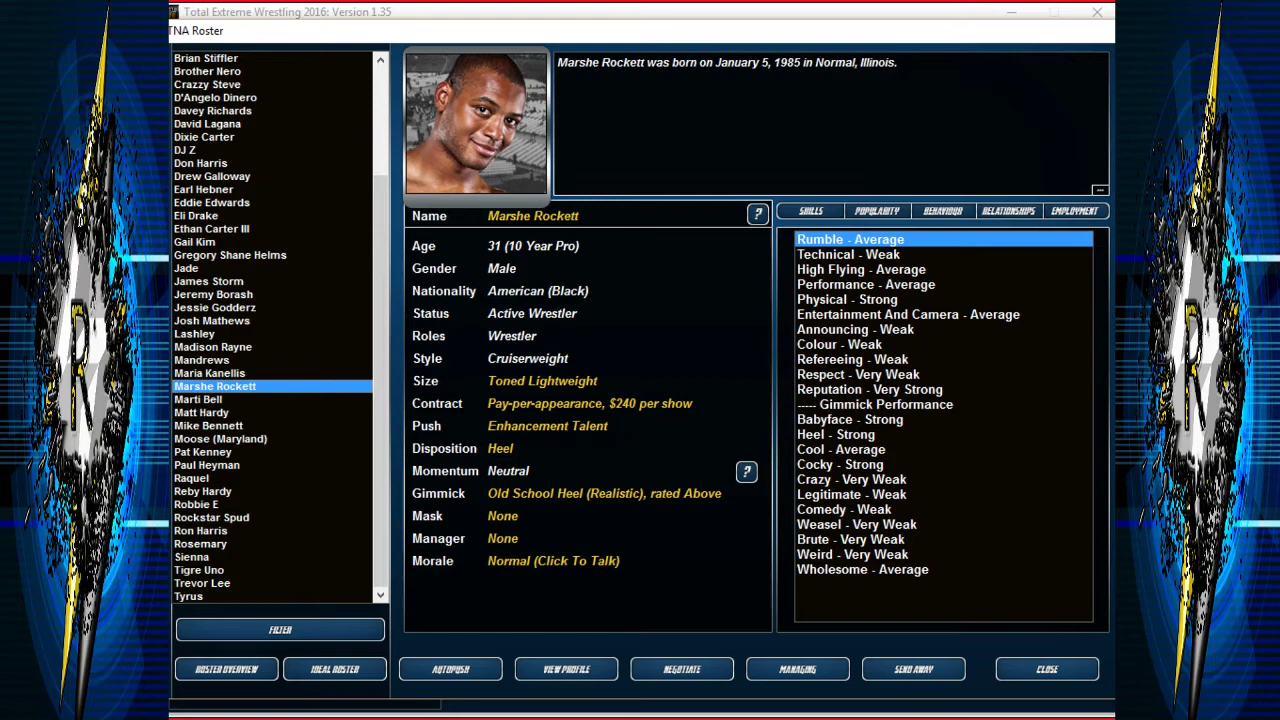 Total Extreme Wrestling 2016: Version 1.35
TNA Roster
Brian Stiffler
Brother Nero
Crazzy Steve
D'Angelo Dinero
Davey Richards
David Lagana
Dixie Carter
DJ Z
Don Harris
Drew Galloway
Earl Hebner
Eddie Edwards
Eli Drake
Ethan Carter III
Gail Kim
Gregory Shane Helms
Jade
James Storm
Jeremy Borash
Jessie Godderz
Josh Mathews
Lashley
Madison Rayne
Mandrews
Maria Kanellis
Marshe Rockett
Marti Bell
Matt Hardy
Mike Bennett
Moose (Maryland)
Pat Kenney
Paul Heyman
Raquel
Reby Hardy
Robbie E
Rockstar Spud
Ron Harris
Rosemary
Sienna
Tigre Uno
Trevor Lee
Tyrus
FILTER
ROSTER OVERVIEW
IDEAL ROSTER
Marshe Rockett was born on January 5, 1985 in Normal, Illinois.
...
Name Marshe Rockett ?
Age 31 (10 Year Pro)
Gender Male
Nationality American (Black)
Status Active Wrestler
Roles Wrestler
Style Cruiserweight
Size Toned Lightweight
Contract Pay-per-appearance, $240 per show
Push Enhancement Talent
Disposition Heel
Momentum Neutral ?
Gimmick Old School Heel (Realistic), rated Above
Mask None
Manager None
Morale Normal (Click To Talk)
SKILLS POPULARITY BEHAVIOUR RELATIONSHIPS EMPLOYMENT
Rumble - Average
Technical - Weak
High Flying - Average
Performance - Average
Physical - Strong
Entertainment And Camera - Average
Announcing - Weak
Colour - Weak
Refereeing - Weak
Respect - Very Weak
Reputation - Very Strong
----- Gimmick Performance
Babyface - Strong
Heel - Strong
Cool - Average
Cocky - Strong
Crazy - Very Weak
Legitimate - Weak
Comedy - Weak
Weasel - Very Weak
Brute - Very Weak
Weird - Very Weak
Wholesome - Average
AUTOPUSH
VIEW PROFILE
NEGOTIATE
MANAGING
SEND AWAY
CLOSE
R
R